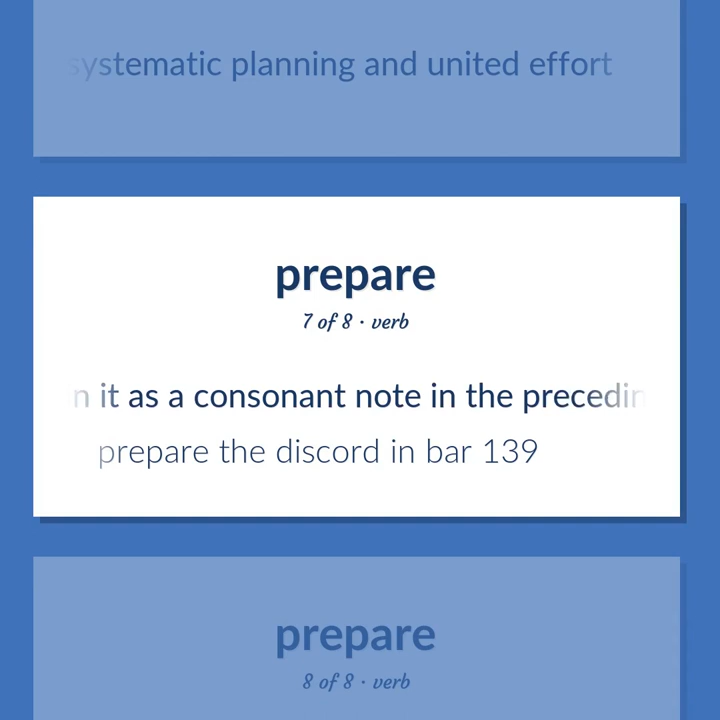 systematic planning and united effort
prepare
7 of 8 · verb
it as a consonant note in the
prepare the discord in bar 139
prepare
8 of 8 · verb